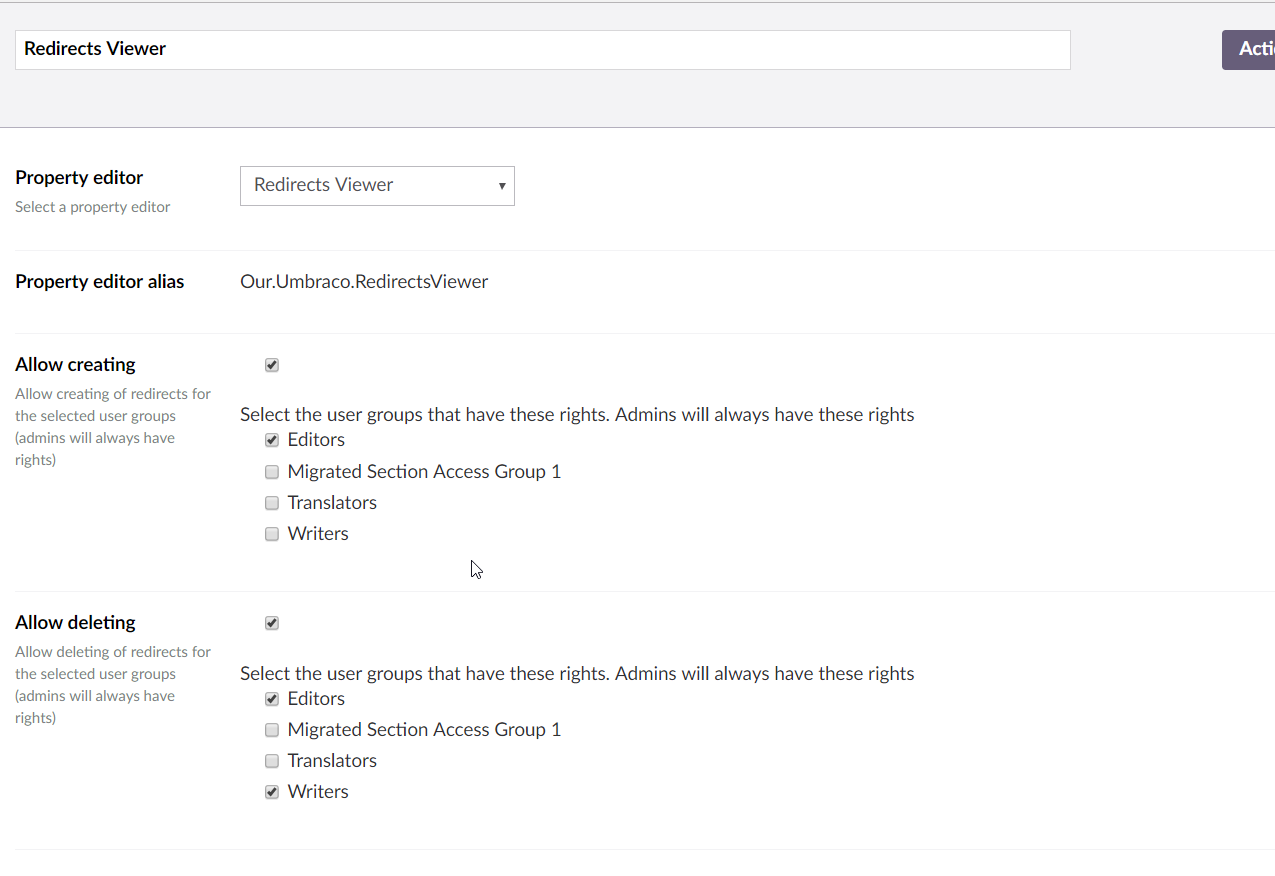 Redirects Viewer
Acti
Property editor
Select a property editor
Redirects Viewer
Property editor alias
Our.Umbraco.RedirectsViewer
Allow creating
Allow creating of redirects for
the selected user groups
(admins will always have
rights)
Select the user groups that have these rights. Admins will always have these rights
Editors
Migrated Section Access Group 1
Translators
Writers
Allow deleting
Allow deleting of redirects for
the selected user groups
(admins will always have
rights)
Select the user groups that have these rights. Admins will always have these rights
Editors
Migrated Section Access Group 1
Translators
Writers